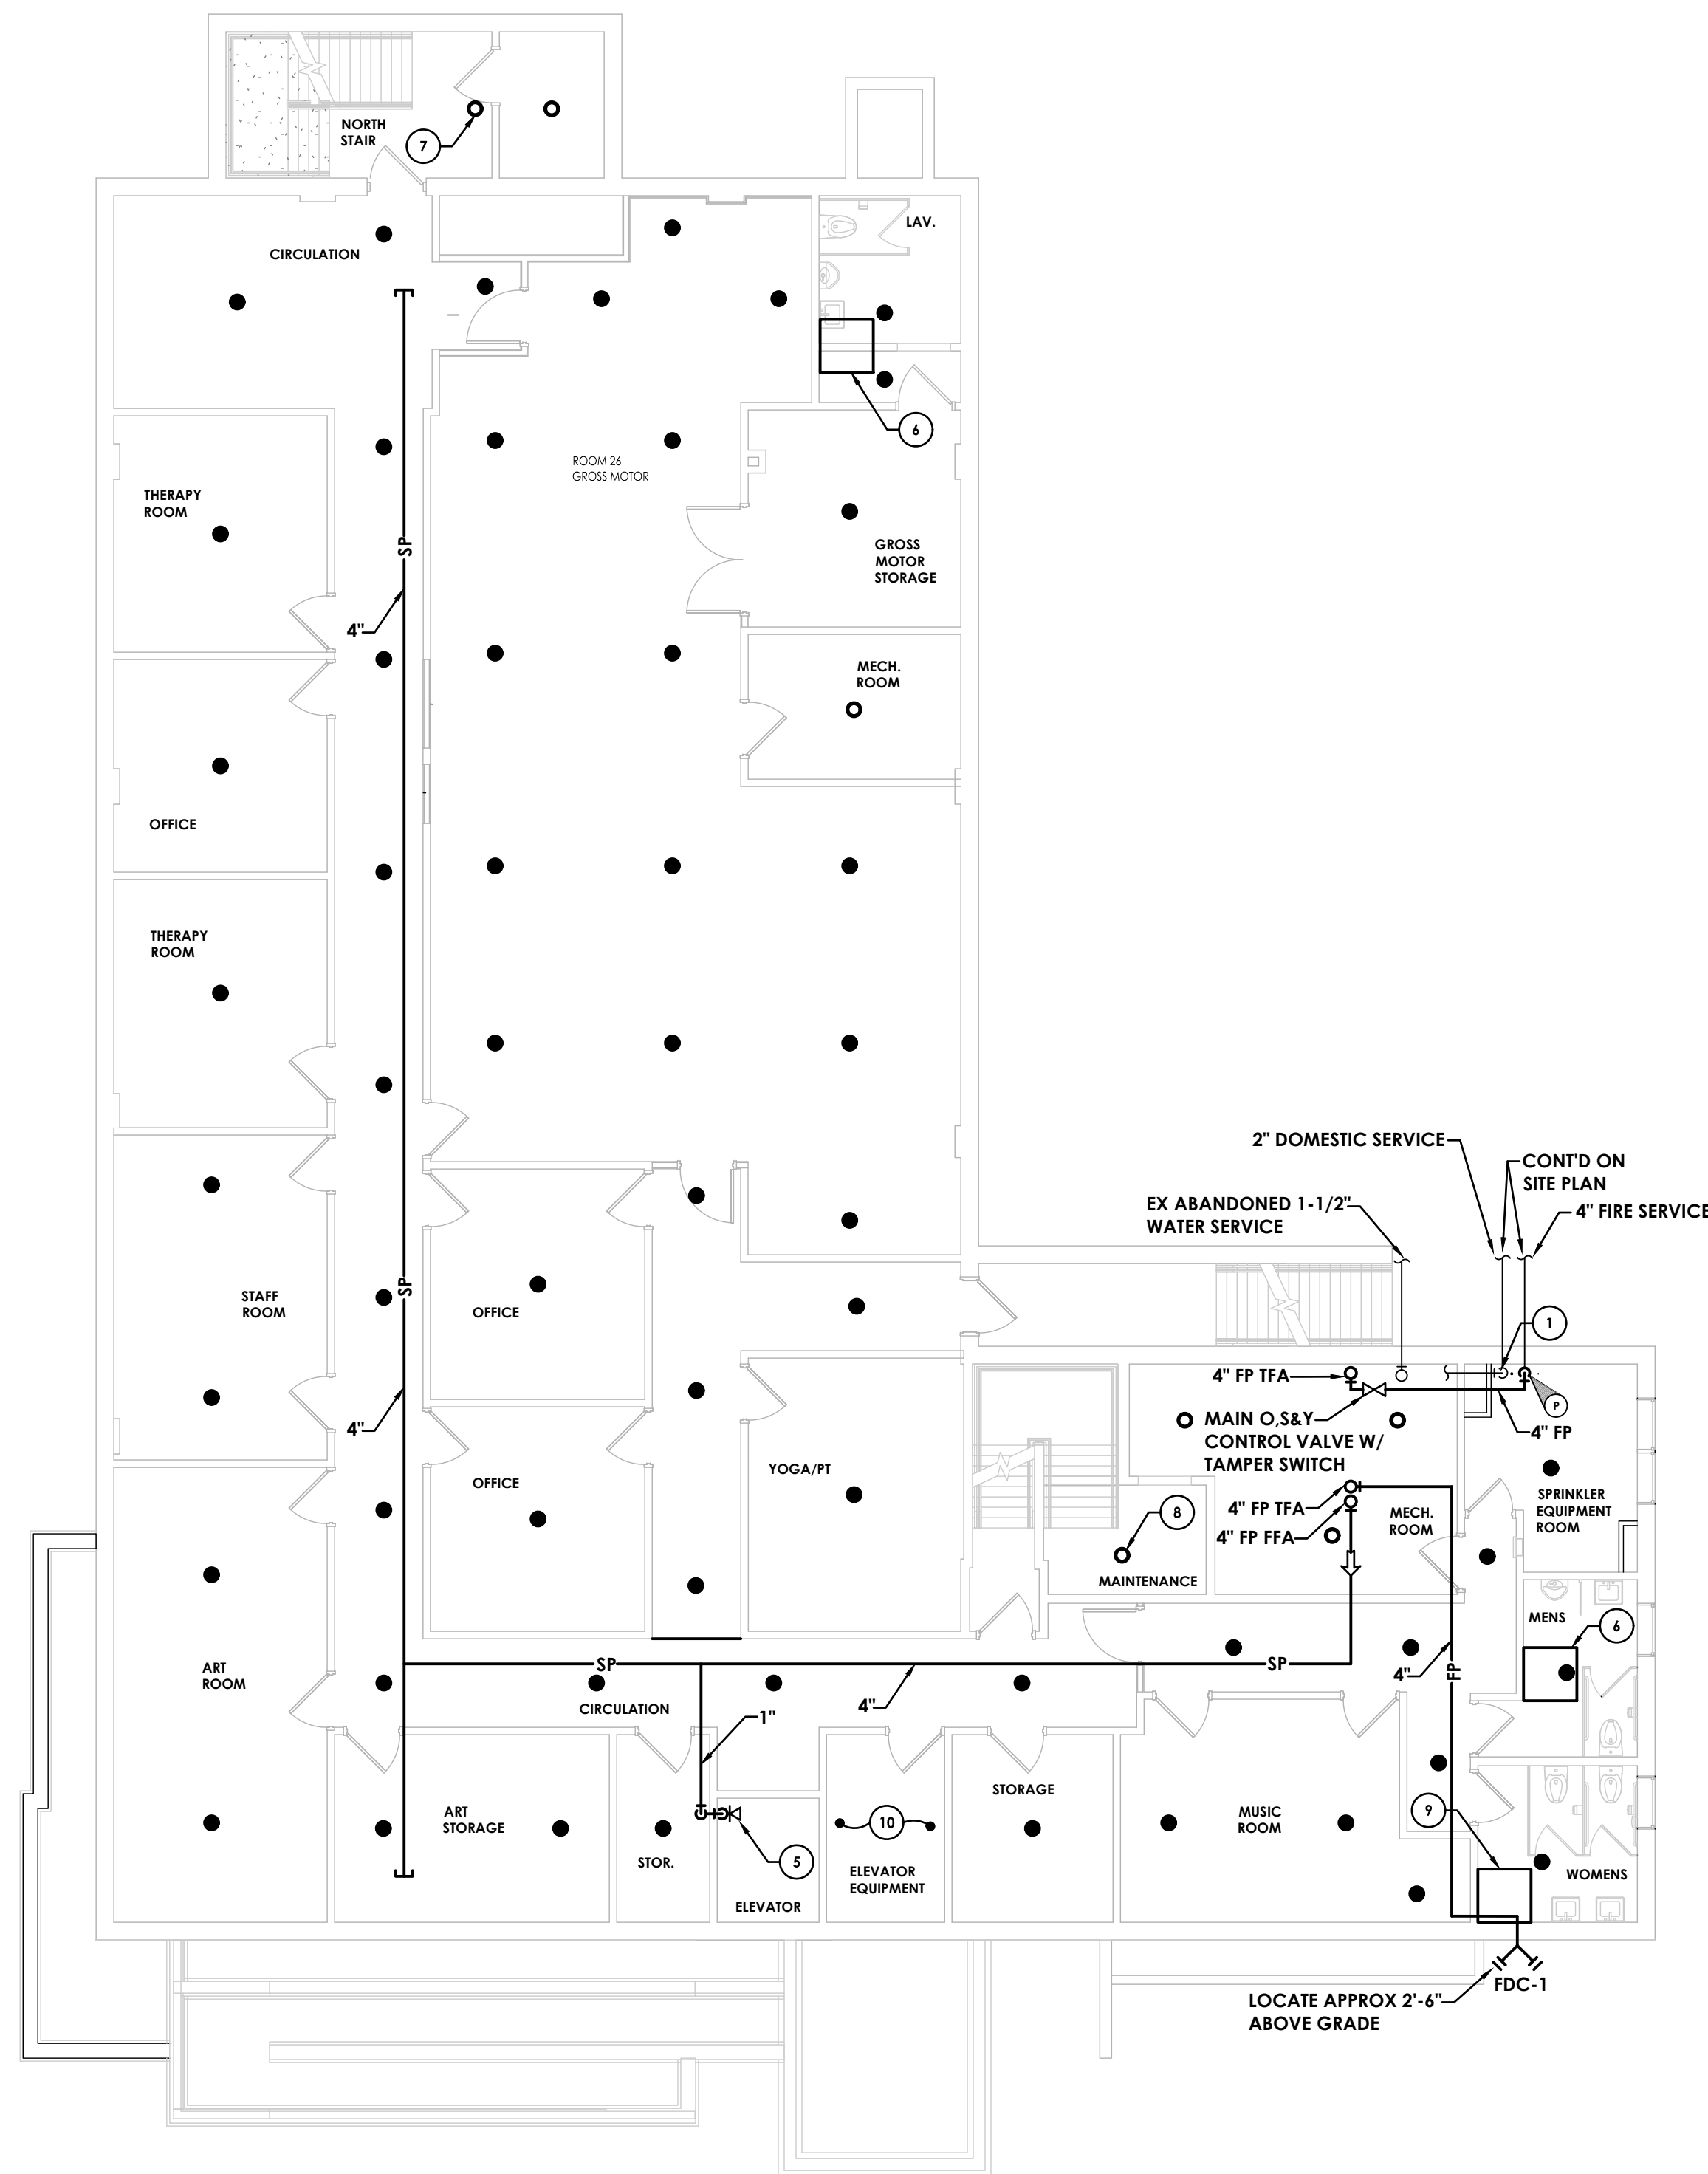 NORTH
STAIR
7
LAV.
CIRCULATION
6
ROOM 26
GROSS MOTOR
THERAPY
ROOM
SP
GROSS
MOTOR
STORAGE
4"
MECH.
ROOM
OFFICE
THERAPY
ROOM
2" DOMESTIC SERVICE
CONT'D ON
SITE PLAN
EX ABANDONED 1-1/2"
WATER SERVICE
4" FIRE SERVICE
SP
STAFF
ROOM
OFFICE
1
4" FP TFA
P
MAIN O,S&Y
CONTROL VALVE W/
TAMPER SWITCH
4" FP
4"
YOGA/PT
OFFICE
SPRINKLER
EQUIPMENT
ROOM
4" FP TFA
8
MECH.
ROOM
4" FP FFA
MAINTENANCE
MENS
6
ART
ROOM
SP
SP
4"
FP
CIRCULATION
4"
1"
STORAGE
ART
STORAGE
10
MUSIC
ROOM
9
STOR.
5
ELEVATOR
EQUIPMENT
WOMENS
ELEVATOR
FDC-1
LOCATE APPROX 2'-6"
ABOVE GRADE